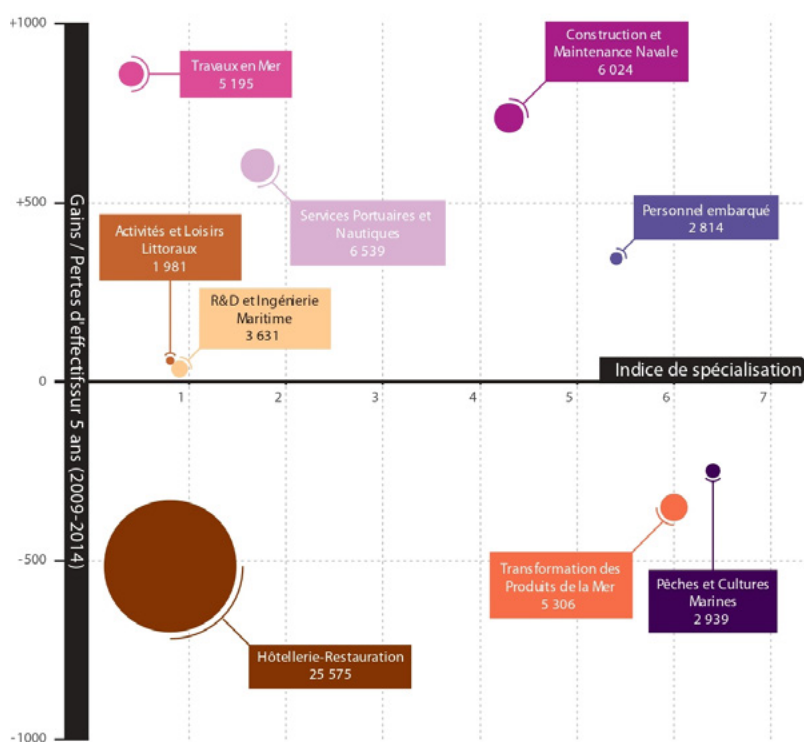 +1000
Travaux en Mer
5 195
Construction et
Maintenance Navale
6 024
+500
Services Portuaires et
Nautiques
6 539
Personnel embarqué
2 814
Activités et Loisirs
Littoraux
1 981
R&D et Ingénierie
Maritime
3 631
Gains / Pertes d'effectifssur 5 ans (2009-2014)
0
Indice de spécialisation
1 2 3 4 5 6 7
-500
Transformation des
Produits de la Mer
5 306
Pèches et Cultures
Marines
2 939
Hôtellerie-Restauration
25 575
-1000